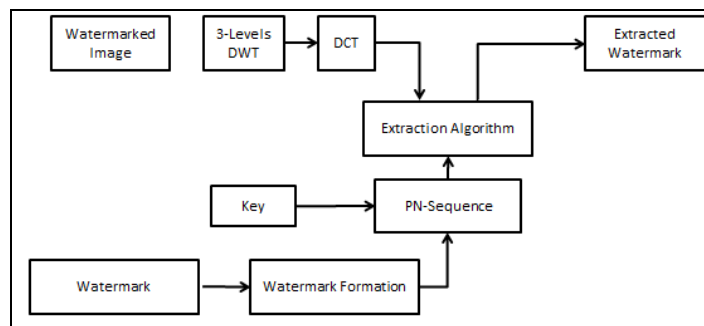 Watermarked
Image
3-Levels
DWT
DCT
Extracted
Watermark
Extraction Algorithm
Key
PN-Sequence
Watermark
Watermark Formation